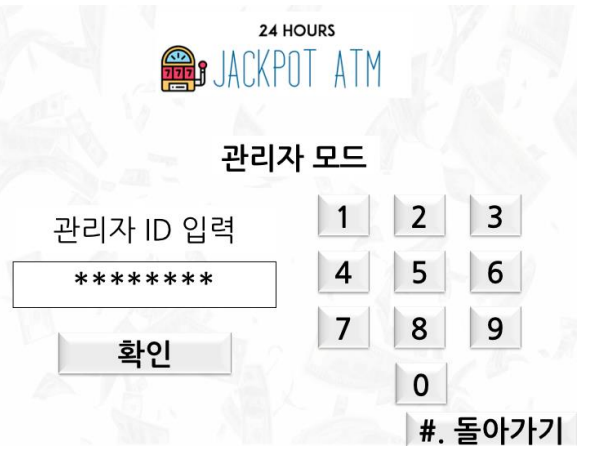 24 HOURS
777
JACKPOT ATM
관리자 모드
관리자 ID 입력
********
확인
1 2 3
4 5 6
7 8 9
0
#. 돌아가기